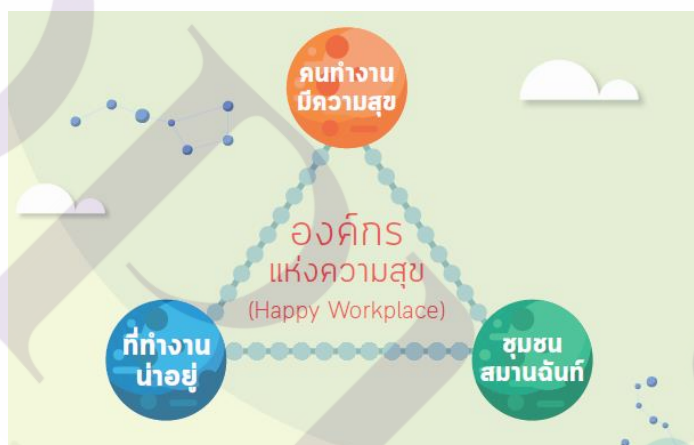 คนทำงาน
มีความสุข
องค์กร
แห่งความสุข
(Happy Workplace)
ที่ทำงาน
น่าอยู่
ชุมชน
สมานฉันท์